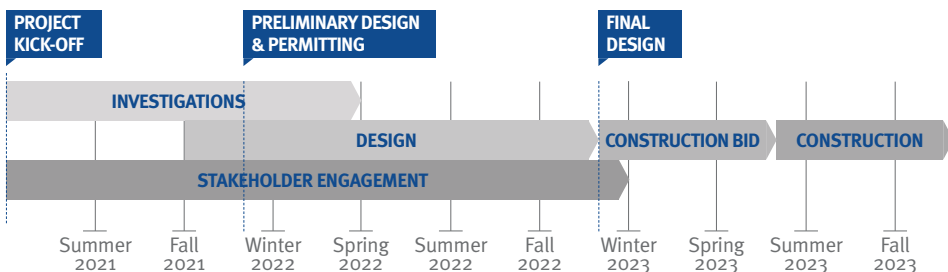 PROJECT
KICK-OFF
PRELIMINARY DESIGN
& PERMITTING
FINAL
DESIGN
INVESTIGATIONS
DESIGN
CONSTRUCTION BID
CONSTRUCTION
STAKEHOLDER ENGAGEMENT
Summer
2021
Fall
2021
Winter
2022
Spring
2022
Summer
2022
Fall
2022
Winter
2023
Spring
2023
Summer
2023
Fall
2023